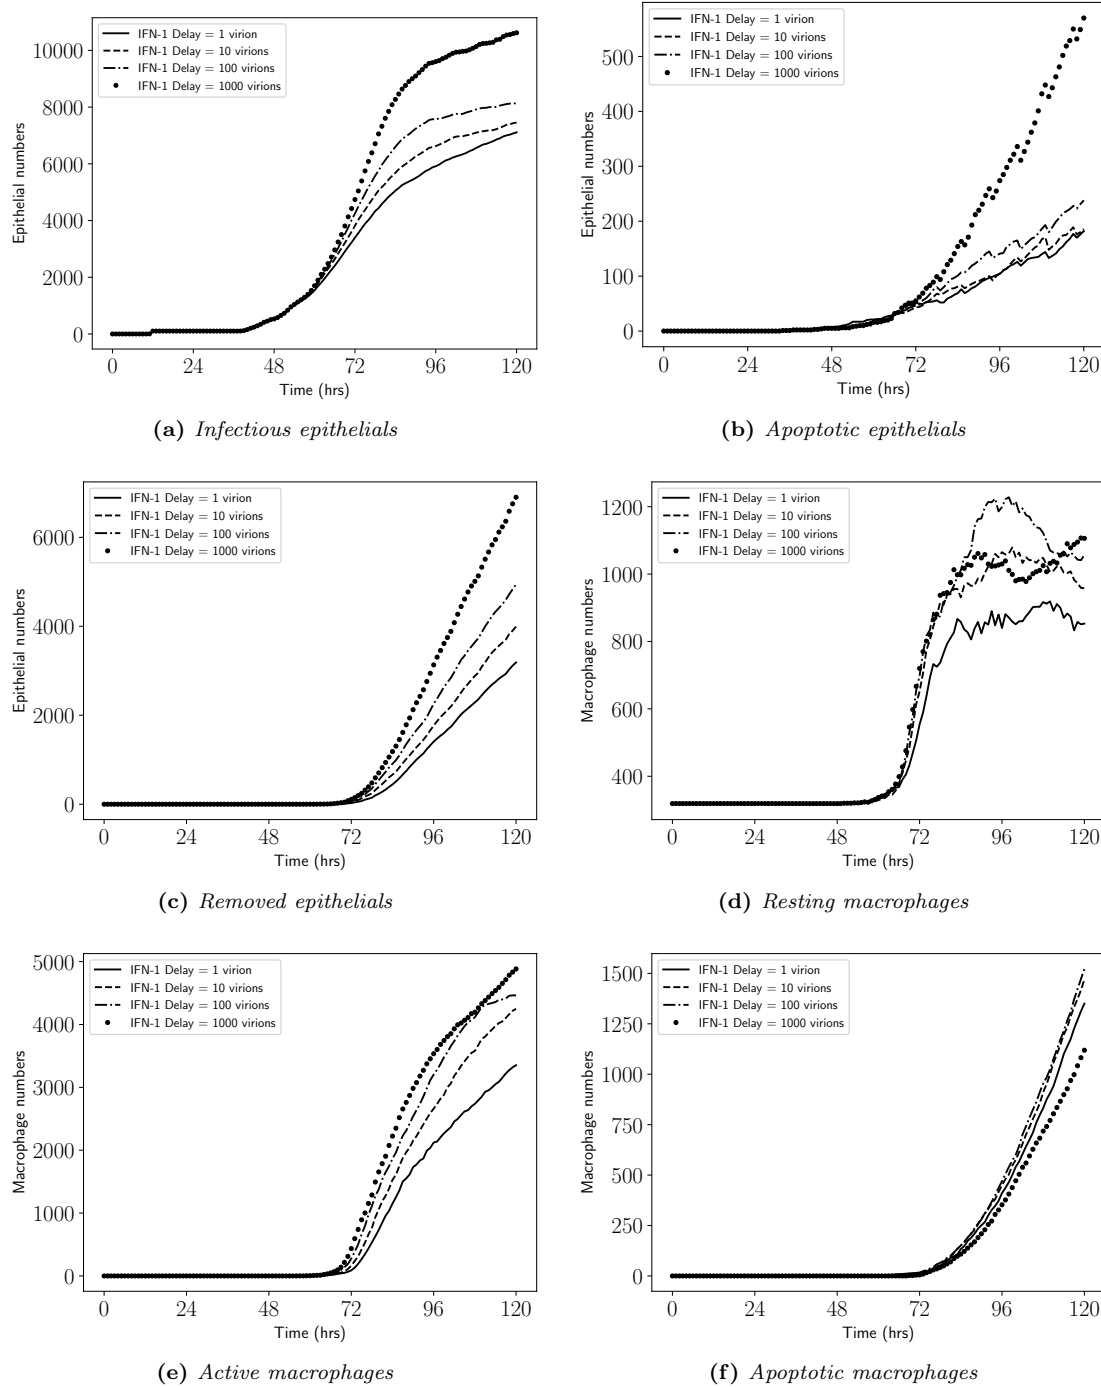 IFN-1 Delay = 1 virion
IFN-1 Delay = 10 virions
IFN-1 Delay = 100 virions
IFN-1 Delay = 1000 virions
Epithelial numbers
10000
8000
6000
4000
2000
0
0 24 48 72 96 120
Time (hrs)
(a) Infectious epithelials
IFN-1 Delay = 1 virion
IFN-1 Delay = 10 virions
IFN-1 Delay = 100 virions
IFN-1 Delay = 1000 virions
Epithelial numbers
500
400
300
200
100
0
0 24 48 72 96 120
Time (hrs)
(b) Apoptotic epithelials
IFN-1 Delay = 1 virion
IFN-1 Delay = 10 virions
IFN-1 Delay = 100 virions
IFN-1 Delay = 1000 virions
Epithelial numbers
6000
4000
2000
0
0 24 48 72 96 120
Time (hrs)
(c) Removed epithelials
IFN-1 Delay = 1 virion
IFN-1 Delay = 10 virions
IFN-1 Delay = 100 virions
IFN-1 Delay = 1000 virions
Macrophage numbers
1200
1000
800
600
400
0 24 48 72 96 120
Time (hrs)
(d) Resting macrophages
IFN-1 Delay = 1 virion
IFN-1 Delay = 10 virions
IFN-1 Delay = 100 virions
IFN-1 Delay = 1000 virions
Macrophage numbers
5000
4000
3000
2000
1000
0
0 24 48 72 96 120
Time (hrs)
(e) Active macrophages
IFN-1 Delay = 1 virion
IFN-1 Delay = 10 virions
IFN-1 Delay = 100 virions
IFN-1 Delay = 1000 virions
Macrophage numbers
1500
1250
1000
750
500
250
0
0 24 48 72 96 120
Time (hrs)
(f) Apoptotic macrophages